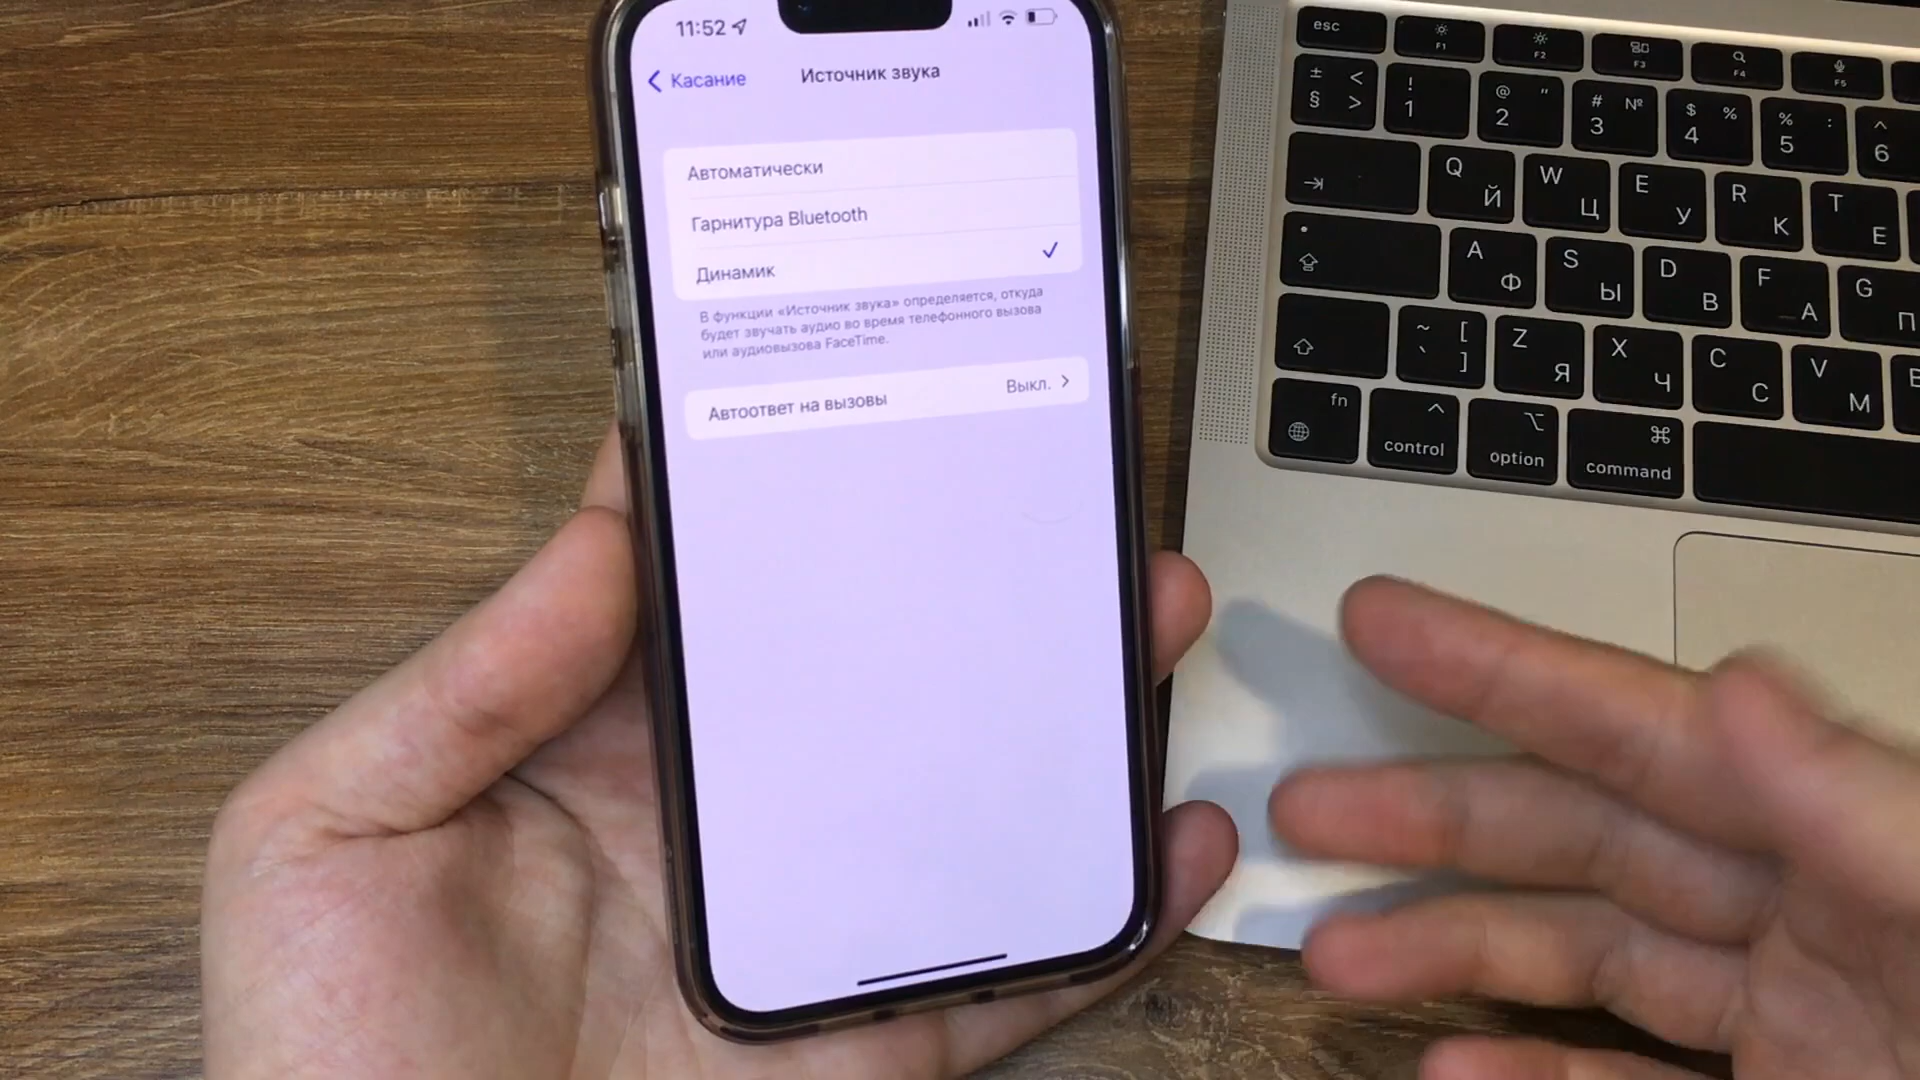 11:52
Касание
Источник звука
Автоматически
Гарнитура Bluetooth
Динамик
В функции «Источник звука» определяется, откуда
будет звучать аудио во время телефонного вызова
или аудиовызова FaceTime.
Автоответ на вызовы Выкл.
esc F1 F2 F3 F4 F5
± < § > ! 1 @ " 2 # № 3 $ % 4 % : 5 ^ 6
Q Й W Ц E У R К T Е
A Ф S Ы D В F А G П
~ [ ` ] Z Я X Ч C С V М
fn control option command